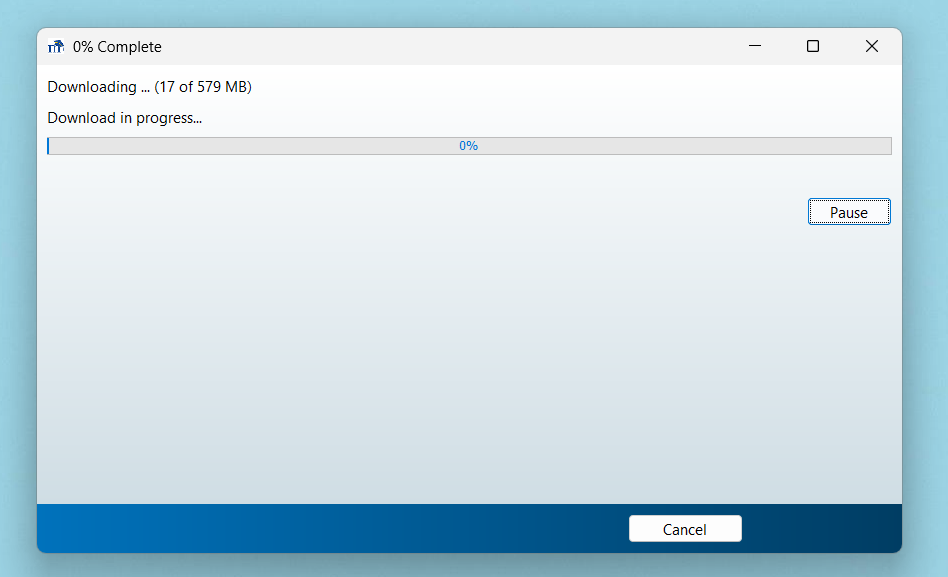 0% Complete
Downloading ... (17 of 579 MB)
Download in progress...
0%
Pause
Cancel